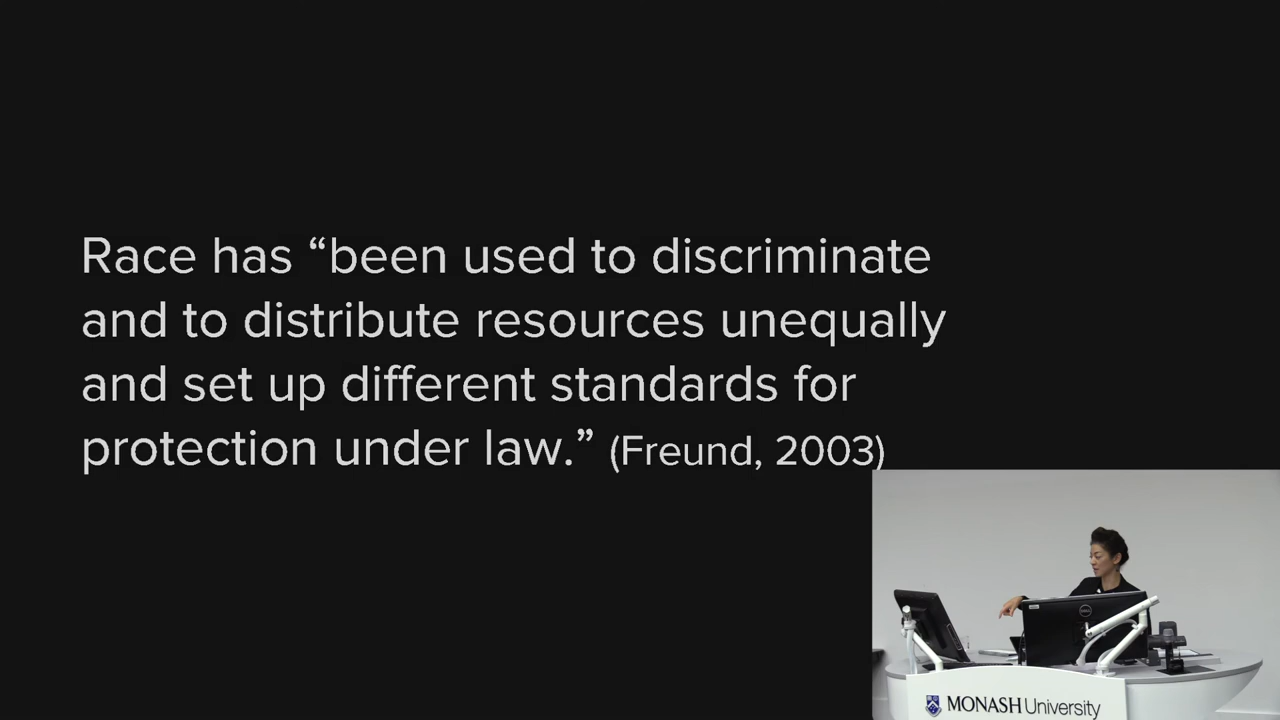 Race has “been used to discriminate
and to distribute resources unequally
and set up different standards for
protection under law.” (Freund, 2003)
DELL
MONASH University